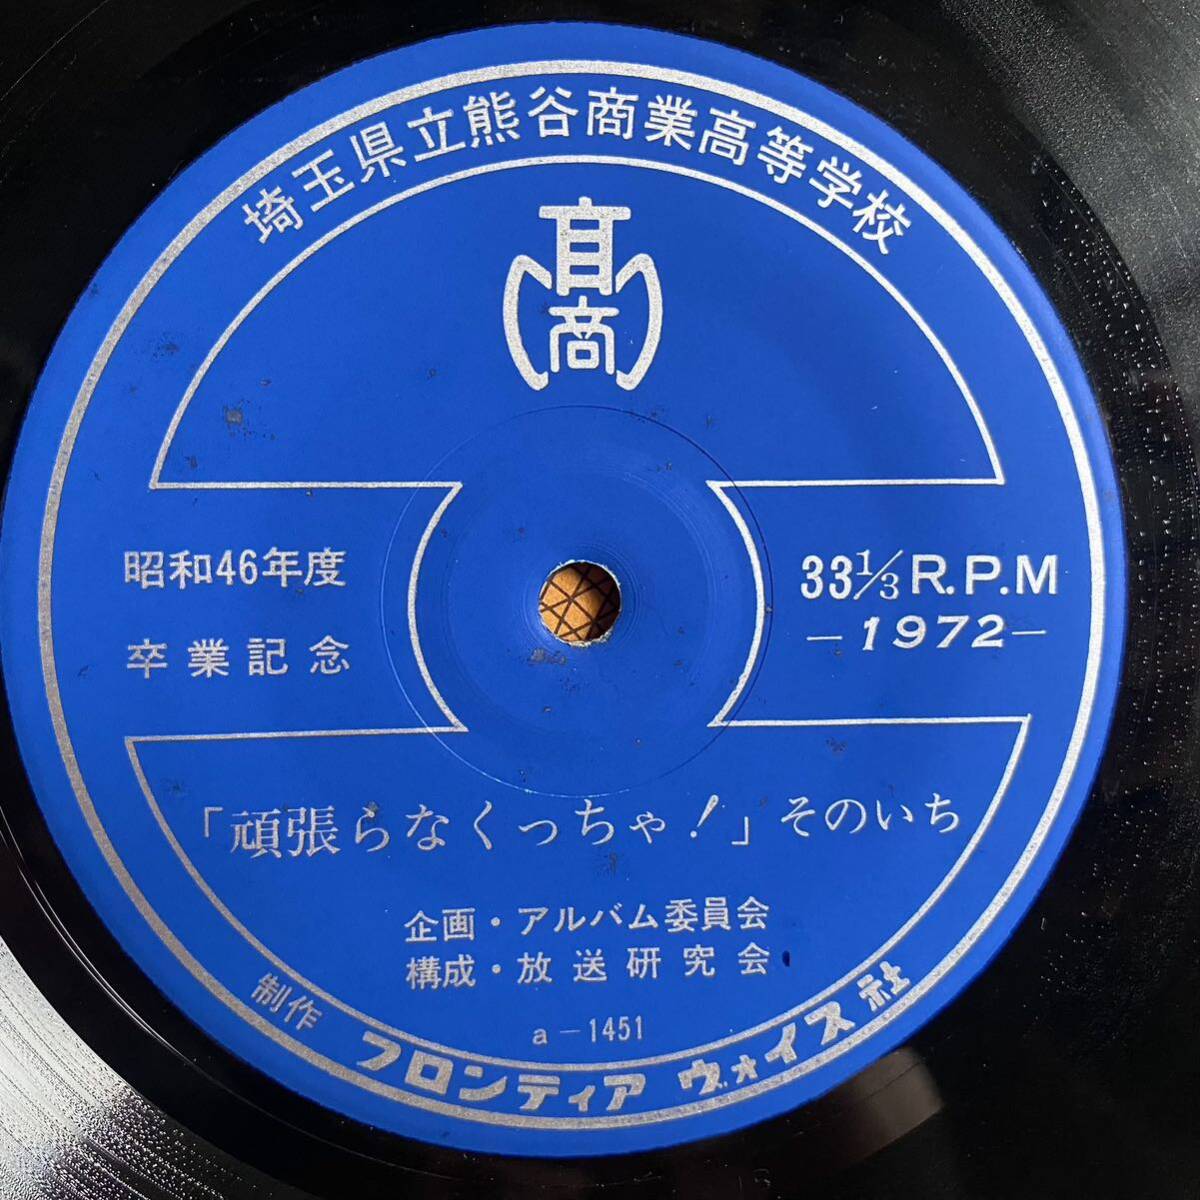 埼玉県立熊谷商業高等学校
高商
昭和46年度
卒業記念
33⅓ R.P.M
—1972—
「頑張らなくっちゃ!」そのいち
企画・アルバム委員会
構成・放送研究会
a—1451
制作 フロンティア ヴォイス社